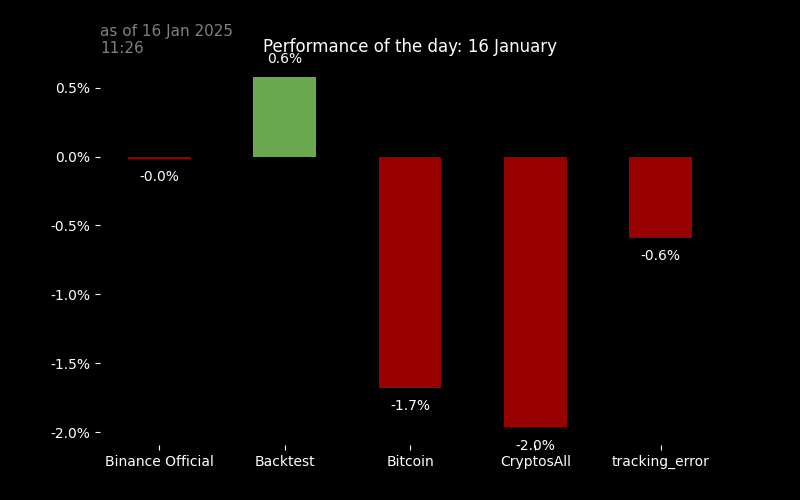 as of 16 Jan 2025
11:26
Performance of the day: 16 January
0.6%
0.5%
0.0%
-0.0%
-0.5%
-0.6%
-1.0%
-1.5%
-1.7%
-2.0%
-2.0%
Binance Official
Backtest
Bitcoin
CryptosAll
tracking_error